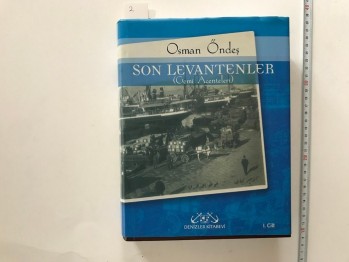 2
Osman Öndeş
SON LEVANTENLER
(Gemi Acenteleri)
DENİZLER KİTABEVİ
1. Cilt